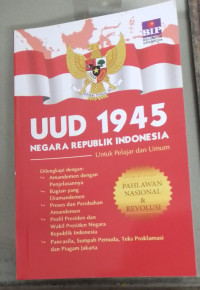 BIP
UUD 1945
NEGARA REPUBLIK INDONESIA
Untuk Pelajar dan Umum
Dilengkapi dengan:
Amandemen dengan
Penjelasannya
Bagian yang
Diamandemen
Proses dan Perubahan
Amandemen
Profil Presiden dan
Wakil Presiden Negara
Republik Indonesia
Pancasila, Sumpah Pemuda, Teks Proklamasi
dan Piagam Jakarta
PAHLAWAN
NASIONAL
&
REVOLUSI